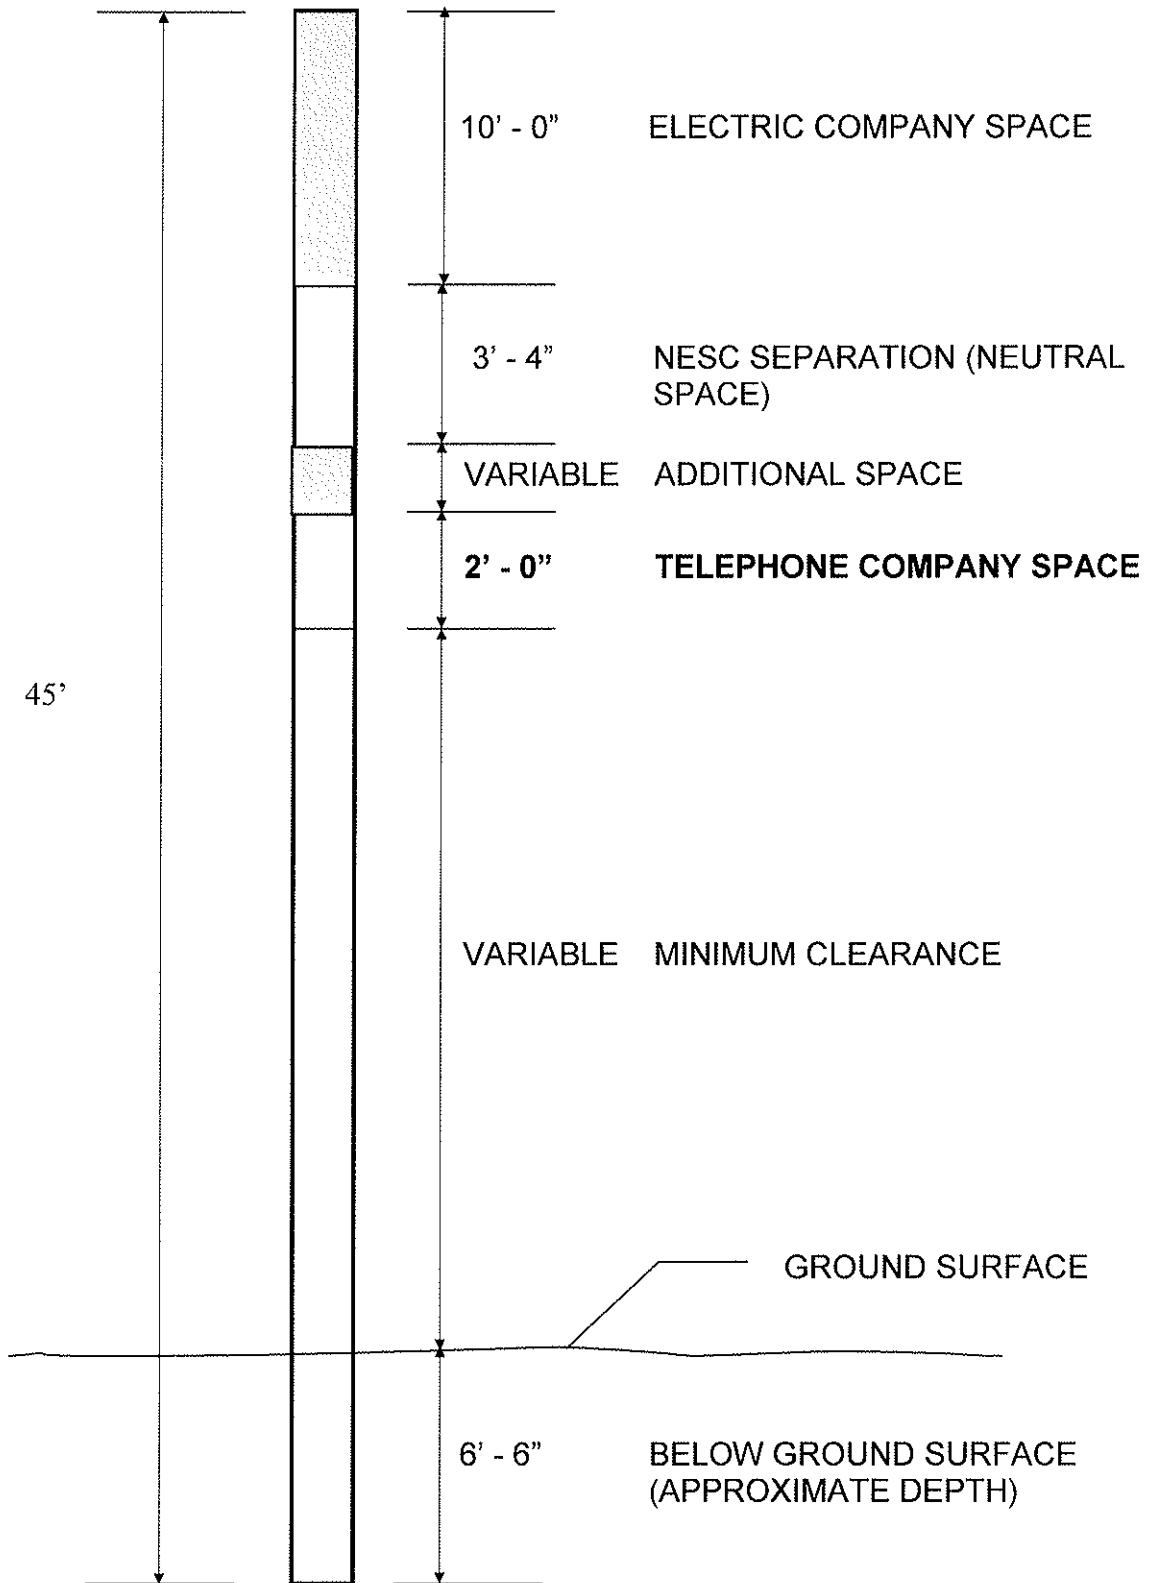 10' - 0" ELECTRIC COMPANY SPACE
3' - 4" NESC SEPARATION (NEUTRAL
SPACE)
VARIABLE ADDITIONAL SPACE
2' - 0" TELEPHONE COMPANY SPACE
45'
VARIABLE MINIMUM CLEARANCE
GROUND SURFACE
6' - 6" BELOW GROUND SURFACE
(APPROXIMATE DEPTH)